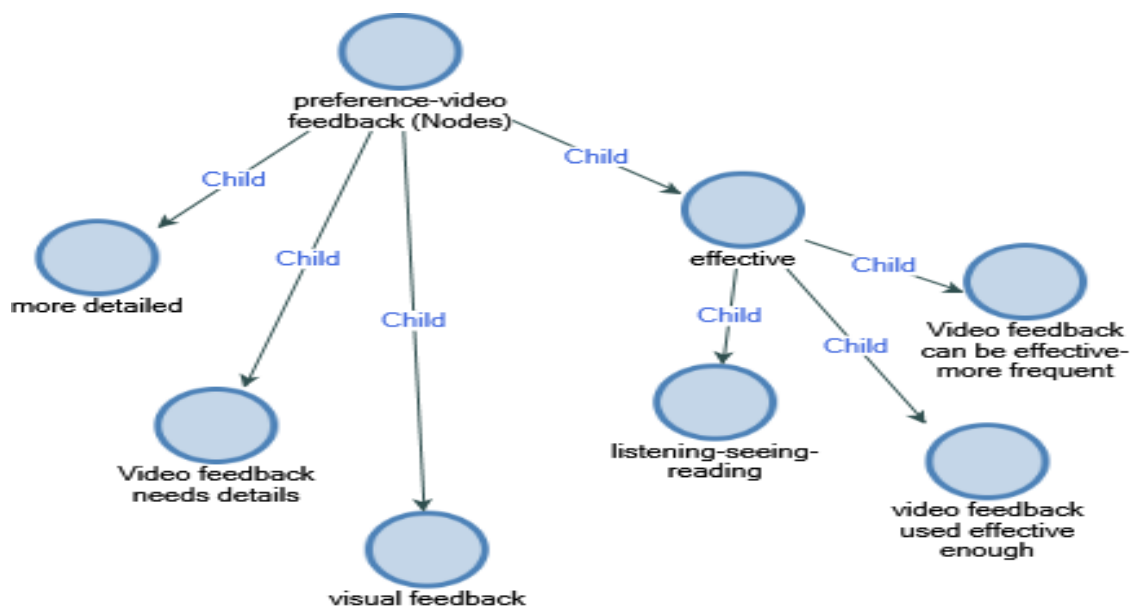 preference-video
feedback (Nodes)
Child
Child
Child
Child
more detailed
Video feedback
needs details
visual feedback
effective
Child
Child
Child
listening-seeing-
reading
video feedback
used effective
enough
Video feedback
can be effective-
more frequent